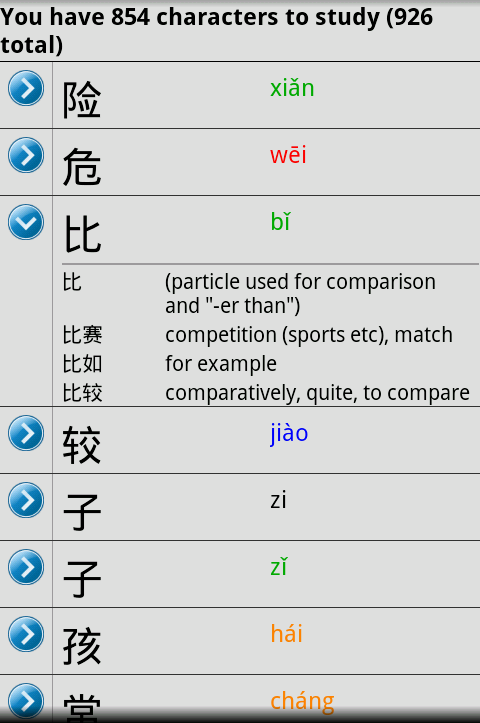 You have 854 characters to study (926
total)
险 xiǎn
危 wēi
比 bǐ
比 (particle used for comparison
and "-er than")
比赛 competition (sports etc), match
比如 for example
比较 comparatively, quite, to compare
较 jiào
子 zi
子 zǐ
孩 hái
常 cháng